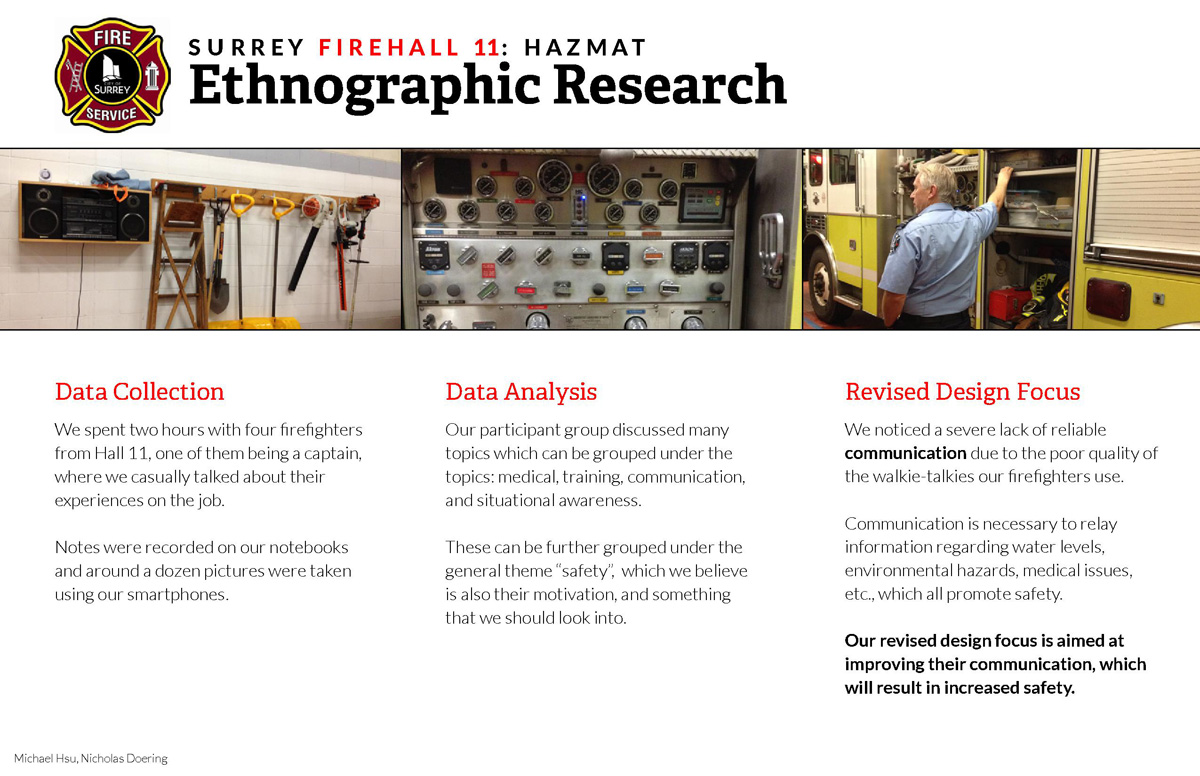 FIRE
CITY OF
SURREY
SERVICE
SURREY FIREHALL 11: HAZMAT
Ethnographic Research
Data Collection
We spent two hours with four firefighters
from Hall 11, one of them being a captain,
where we casually talked about their
experiences on the job.
Notes were recorded on our notebooks
and around a dozen pictures were taken
using our smartphones.
Data Analysis
Our participant group discussed many
topics which can be grouped under the
topics: medical, training, communication,
and situational awareness.
These can be further grouped under the
general theme “safety”,  which we believe
is also their motivation, and something
that we should look into.
Revised Design Focus
We noticed a severe lack of reliable
communication due to the poor quality of
the walkie-talkies our firefighters use.
Communication is necessary to relay
information regarding water levels,
environmental hazards, medical issues,
etc., which all promote safety.
Our revised design focus is aimed at
improving their communication, which
will result in increased safety.
Michael Hsu, Nicholas Doering